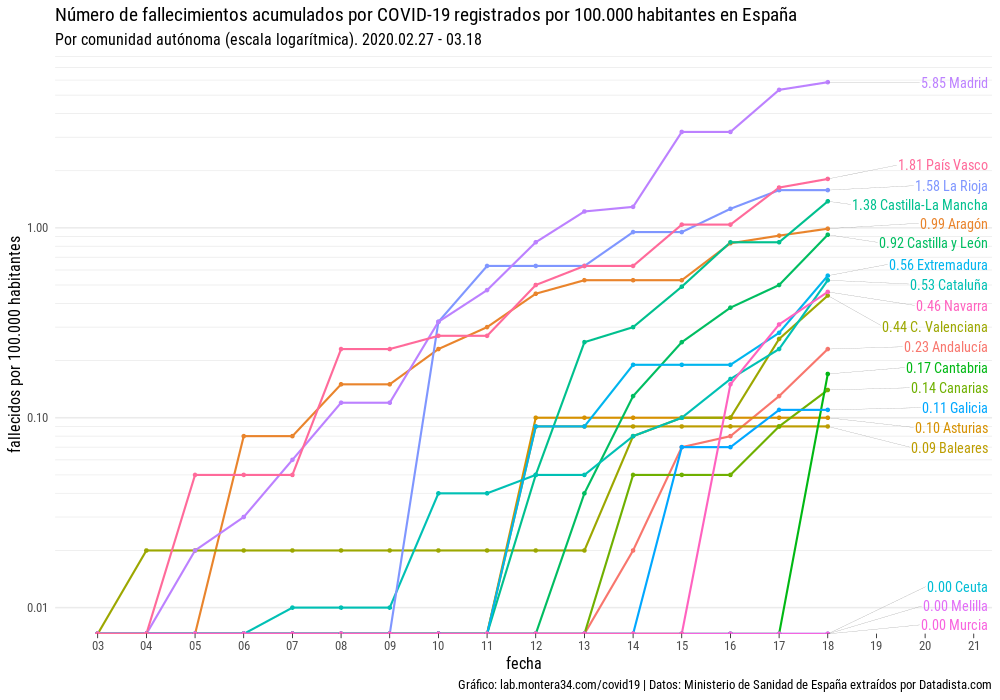 Número de fallecimientos acumulados por COVID-19 registrados por 100.000 habitantes en España
Por comunidad autónoma (escala logarítmica). 2020.02.27 - 03.18
fallecidos por 100.000 habitantes
1.00
0.10
0.01
5.85 Madrid
1.81 País Vasco
1.58 La Rioja
1.38 Castilla-La Mancha
0.99 Aragón
0.92 Castilla y León
0.56 Extremadura
0.53 Cataluña
0.46 Navarra
0.44 C. Valenciana
0.23 Andalucía
0.17 Cantabria
0.14 Canarias
0.11 Galicia
0.10 Asturias
0.09 Baleares
0.00 Ceuta
0.00 Melilla
0.00 Murcia
03 04 05 06 07 08 09 10 11 12 13 14 15 16 17 18 19 20 21
fecha
Gráfico: lab.montera34.com/covid19 | Datos: Ministerio de Sanidad de España extraídos por Datadista.com